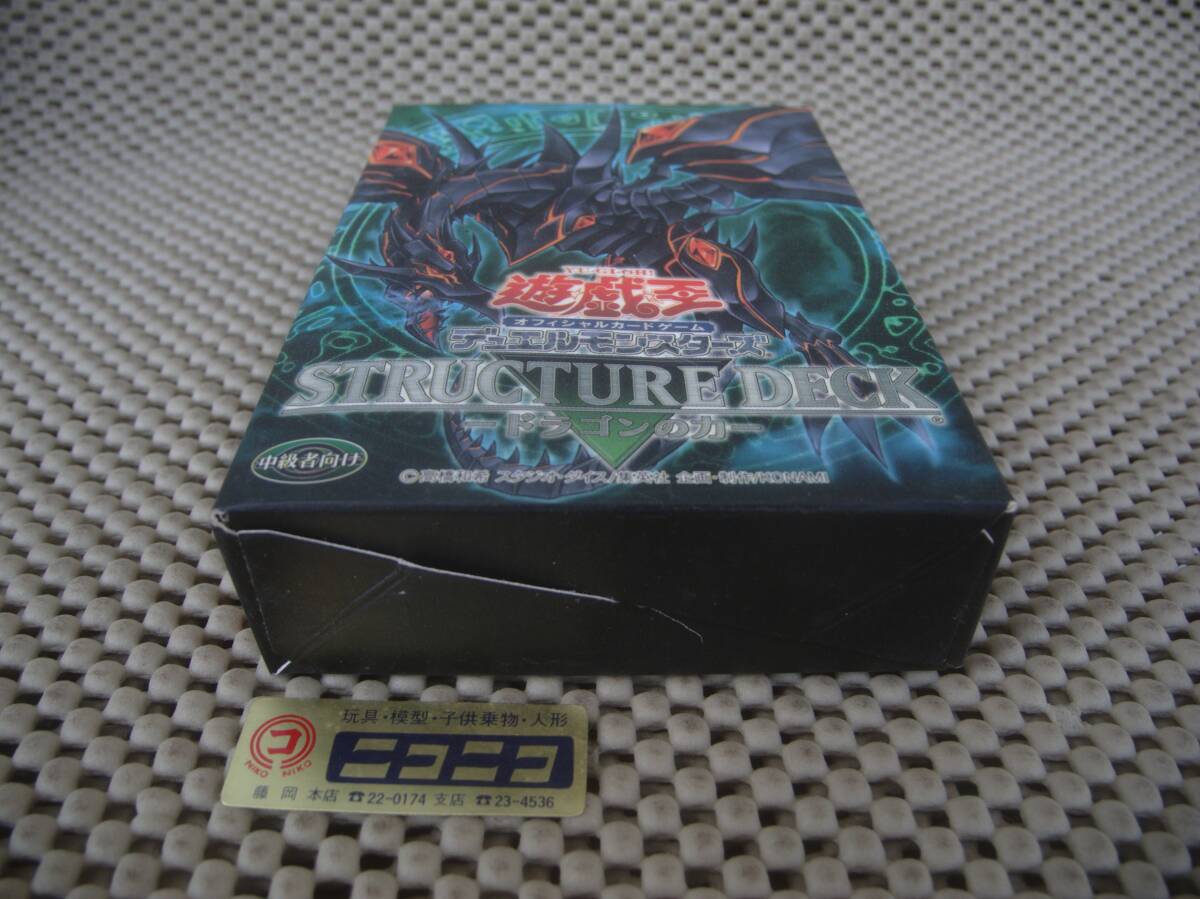 YU-GI-OH!
遊戯王
オフィシャルカードゲーム
デュエルモンスターズ
STRUCTURE DECK®
－ドラゴンの力－
中級者向け
©高橋和希 スタジオ・ダイス/集英社 企画・制作/KONAMI
玩具・模型・子供乗物・人形
コ
NIKO NIKO
ニコニコ
藤岡 本店 ☎22-0174 支店 ☎23-4536